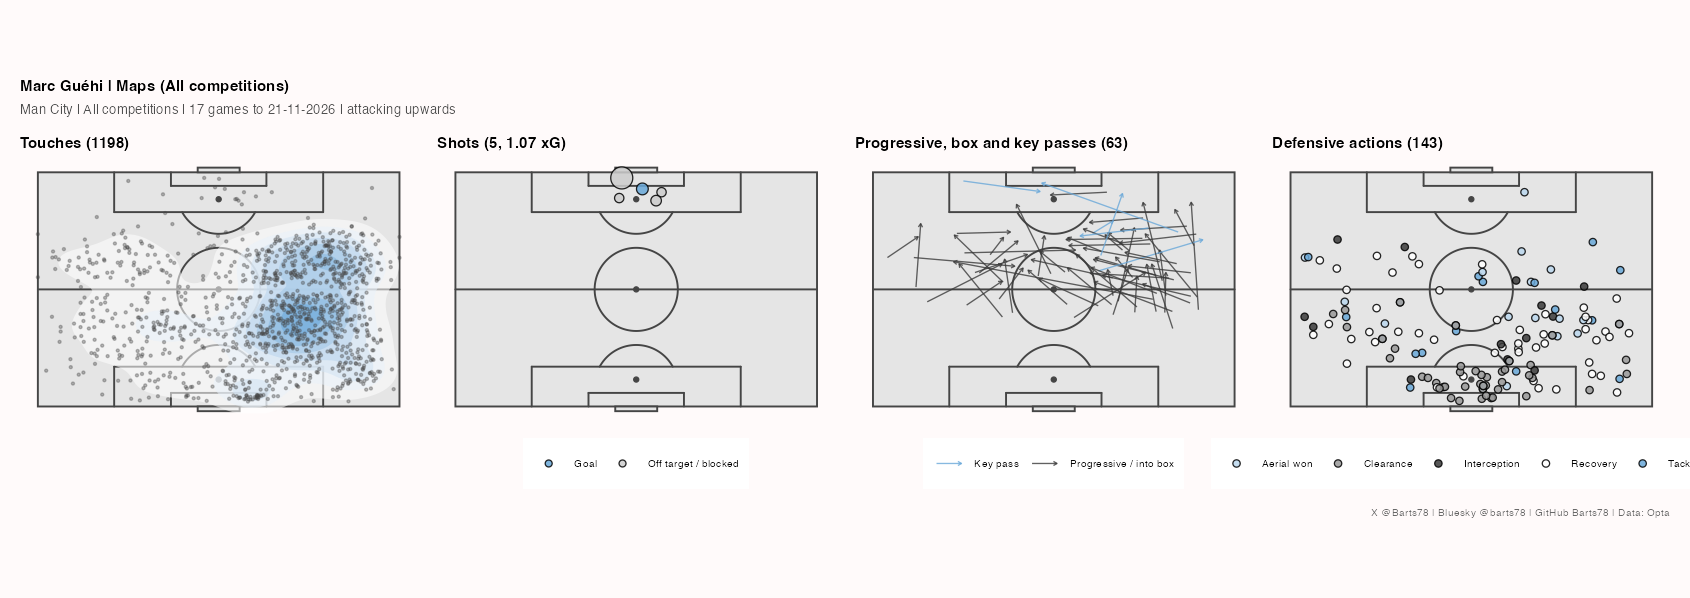 Marc Guéhi | Maps (All competitions)
Man City | All competitions | 17 games to 21-11-2026 | attacking upwards
Touches (1198)
Shots (5, 1.07 xG)
Progressive, box and key passes (63)
Defensive actions (143)
Goal
Off target / blocked
Key pass
Progressive / into box
Aerial won
Clearance
Interception
Recovery
Tack
X @Barts78 | Bluesky @barts78 | GitHub Barts78 | Data: Opta